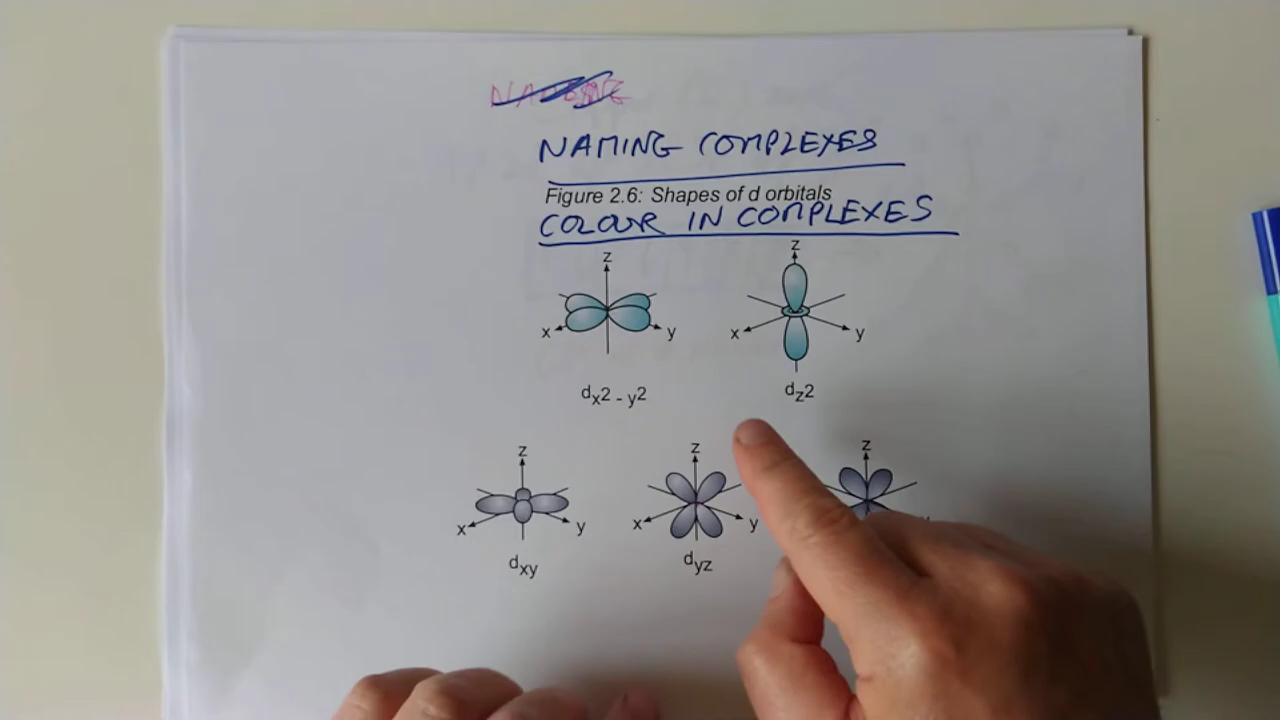 NAMING COMPLEXES
Figure 2.6: Shapes of d orbitals
COLOUR IN COMPLEXES
z z
x y x y
dx2 - y2 dz2
z z z
x y x y
dxy dyz